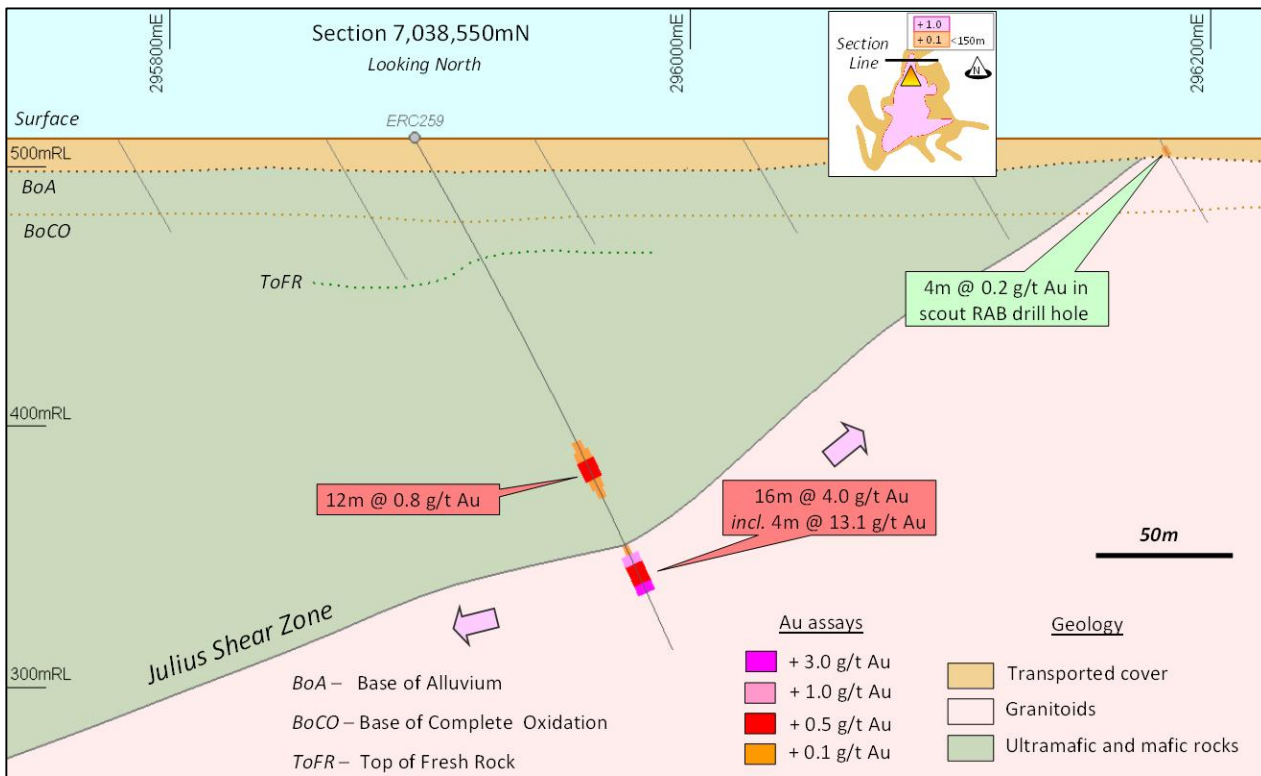 Section 7,038,550mN
Looking North
295800mE
296000mE
296200mE
+ 1.0
+ 0.1
<150m
Section
Line
N
Surface
ERC259
500mRL
BoA
BoCO
ToFR
4m @ 0.2 g/t Au in
scout RAB drill hole
400mRL
12m @ 0.8 g/t Au
16m @ 4.0 g/t Au
incl. 4m @ 13.1 g/t Au
50m
Julius Shear Zone
300mRL
BoA – Base of Alluvium
BoCO – Base of Complete Oxidation
ToFR – Top of Fresh Rock
Au assays
+ 3.0 g/t Au
+ 1.0 g/t Au
+ 0.5 g/t Au
+ 0.1 g/t Au
Geology
Transported cover
Granitoids
Ultramafic and mafic rocks